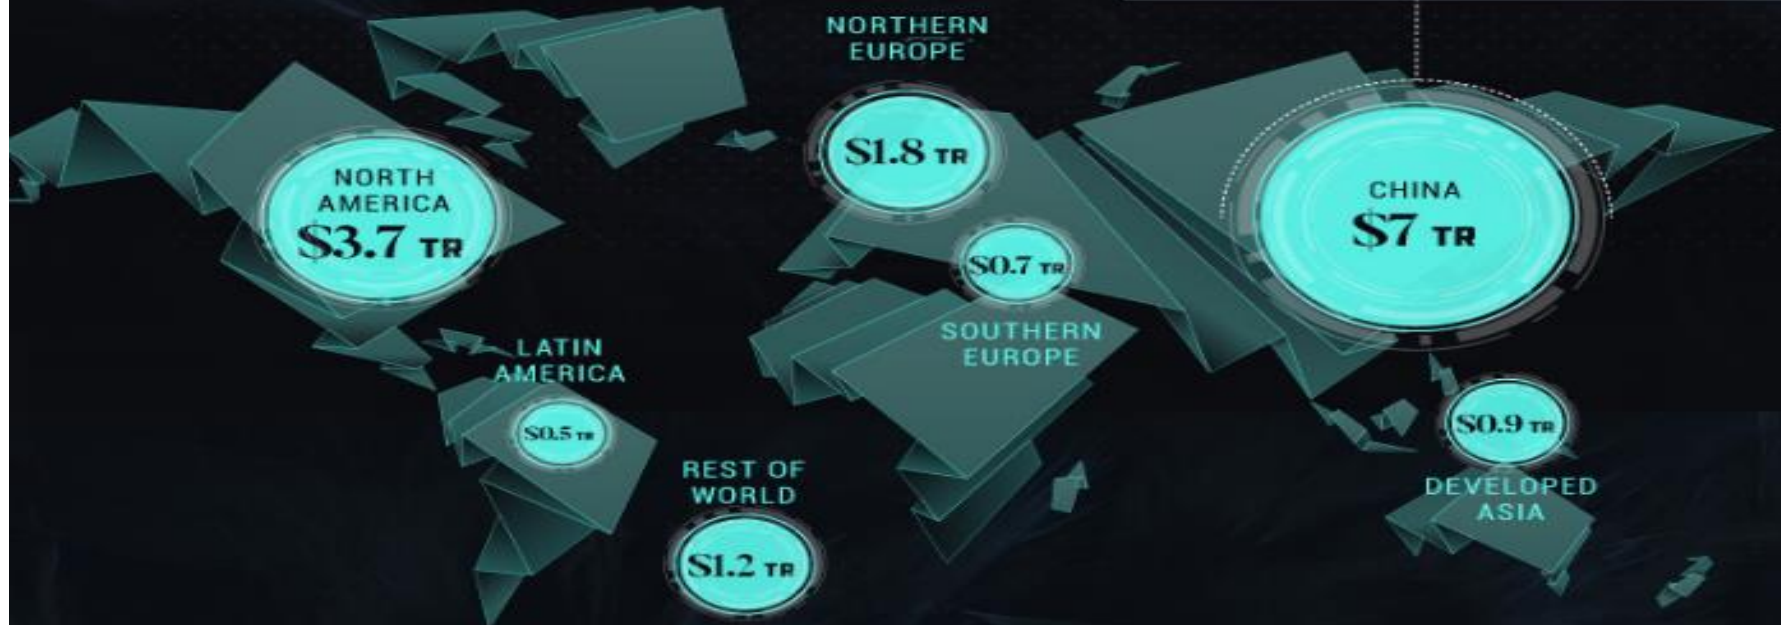 NORTHERN
EUROPE
$1.8 TR
NORTH
AMERICA
$3.7 TR
CHINA
$7 TR
$0.7 TR
SOUTHERN
EUROPE
LATIN
AMERICA
$0.5 TR
$0.9 TR
DEVELOPED
ASIA
REST OF
WORLD
$1.2 TR